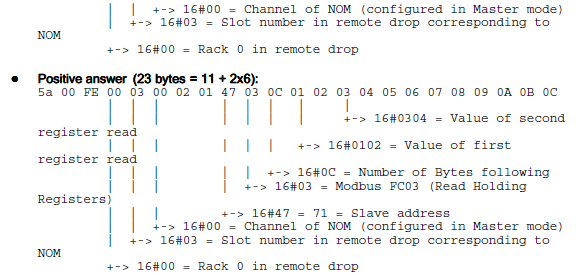 +-> 16#00 = Channel of NOM (configured in Master mode)
+-> 16#03 = Slot number in remote drop corresponding to
NOM
+-> 16#00 = Rack 0 in remote drop
• Positive answer (23 bytes = 11 + 2x6):
5a 00 FE 00 03 00 02 01 47 03 0C 01 02 03 04 05 06 07 08 09 0A 0B 0C
+-> 16#0304 = Value of second
register read
+-> 16#0102 = Value of first
register read
+-> 16#0C = Number of Bytes following
+-> 16#03 = Modbus FC03 (Read Holding
Registers)
+-> 16#47 = 71 = Slave address
+-> 16#00 = Channel of NOM (configured in Master mode)
+-> 16#03 = Slot number in remote drop corresponding to
NOM
+-> 16#00 = Rack 0 in remote drop